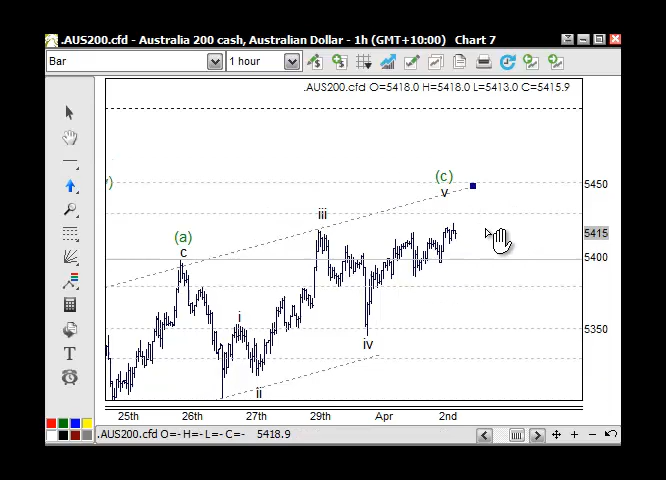 .AUS200.cfd - Australia 200 cash, Australian Dollar - 1h (GMT+10:00) Chart 7
Bar
1 hour
.AUS200.cfd O=5418.0 H=5418.0 L=5413.0 C=5415.9
5450
5415
5400
5350
(c)
v
iii
(a)
c
i
iv
ii
25th 26th 27th 29th Apr 2nd
.AUS200.cfd O=- H=- L=- C=- 5418.9